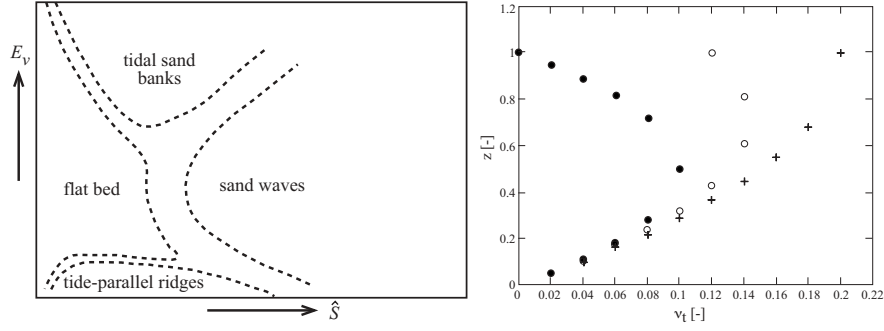 E_v
tidal sand
banks
flat bed
sand waves
tide-parallel ridges
Ŝ
1.2
1
0.8
0.6
0.4
0.2
0
z [-]
0 0.02 0.04 0.06 0.08 0.10 0.12 0.14 0.16 0.18 0.2 0.22
ν_t [-]